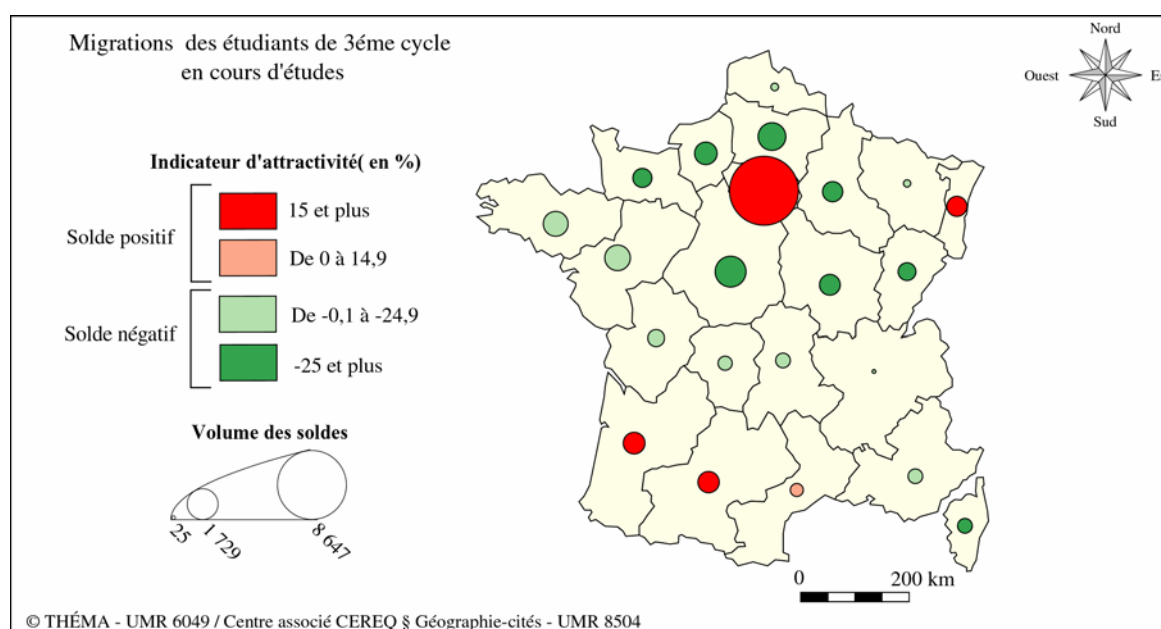 Migrations des étudiants de 3éme cycle
en cours d'études
Nord
Ouest
E
Sud
Indicateur d'attractivité( en %)
Solde positif
15 et plus
De 0 à 14,9
Solde négatif
De -0,1 à -24,9
-25 et plus
Volume des soldes
25
1 729
8 647
0
200 km
© THÉMA - UMR 6049 / Centre associé CEREQ § Géographie-cités - UMR 8504